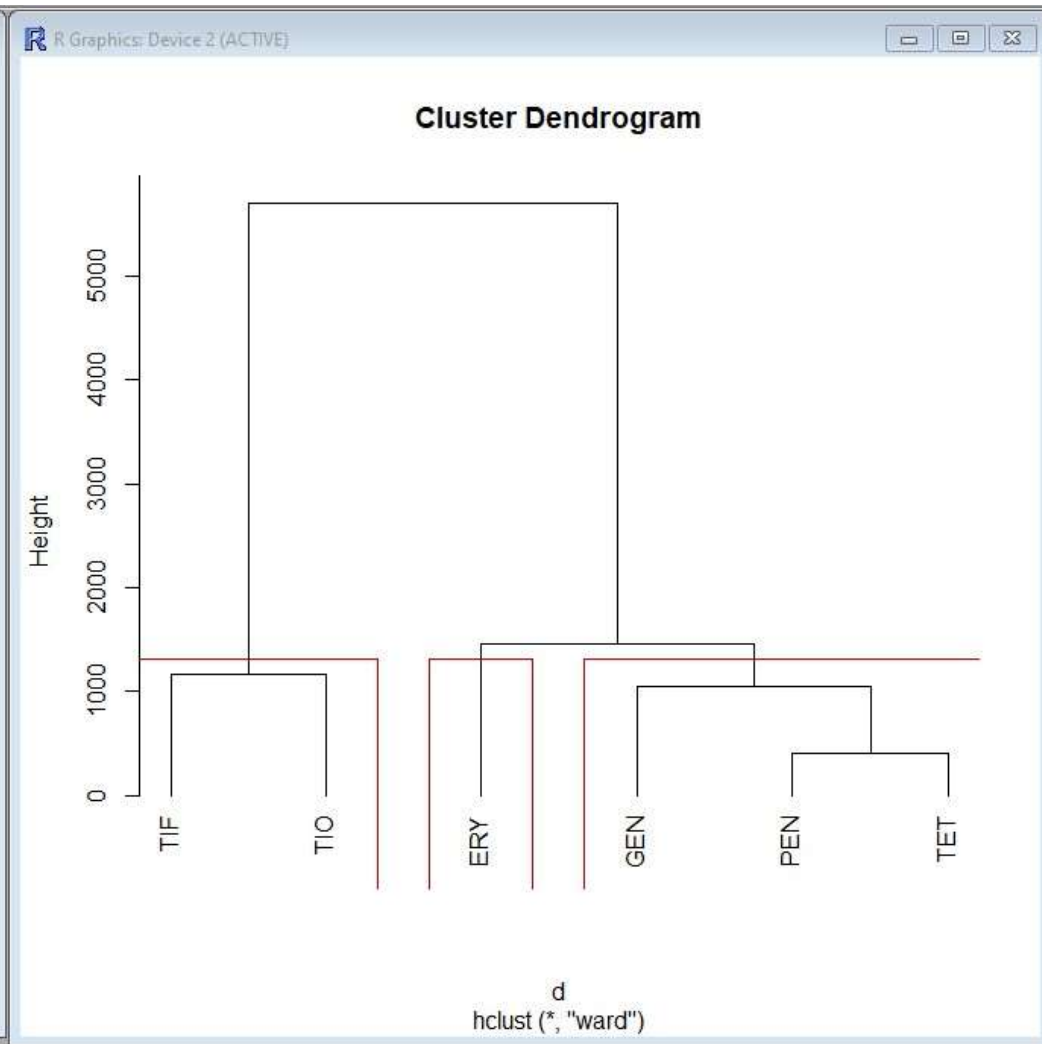 R Graphics: Device 2 (ACTIVE)
Cluster Dendrogram
Height
5000
4000
3000
2000
1000
0
TIF
TIO
ERY
GEN
PEN
TET
d
hclust (*, "ward")